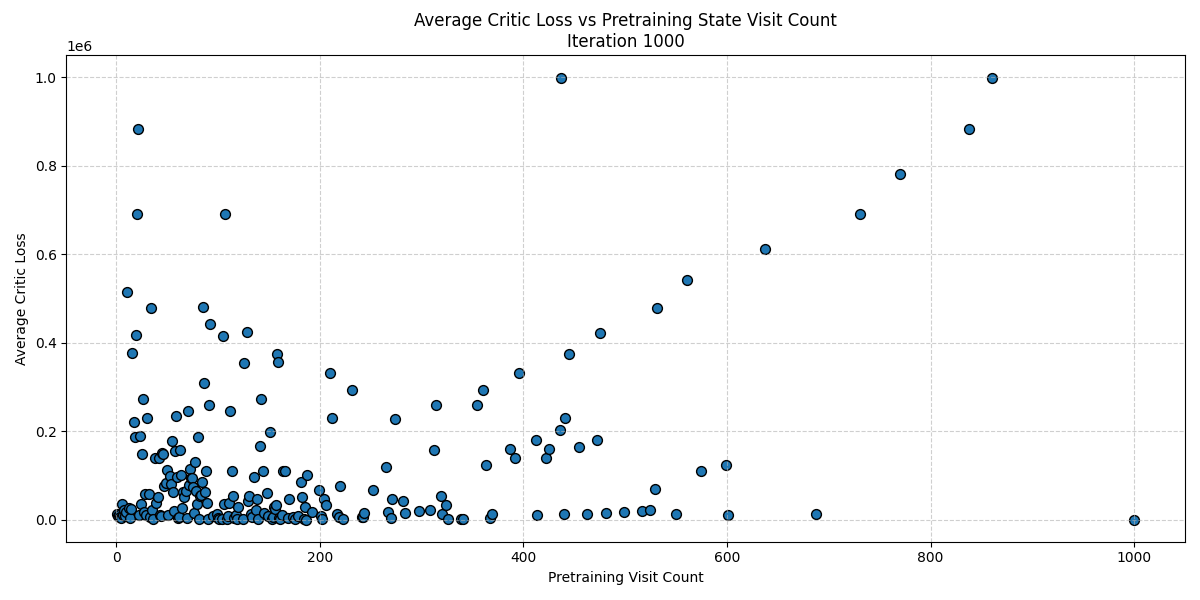 Average Critic Loss vs Pretraining State Visit Count
Iteration 1000
1e6
1.0
0.8
0.6
0.4
0.2
0.0
Average Critic Loss
0 200 400 600 800 1000
Pretraining Visit Count